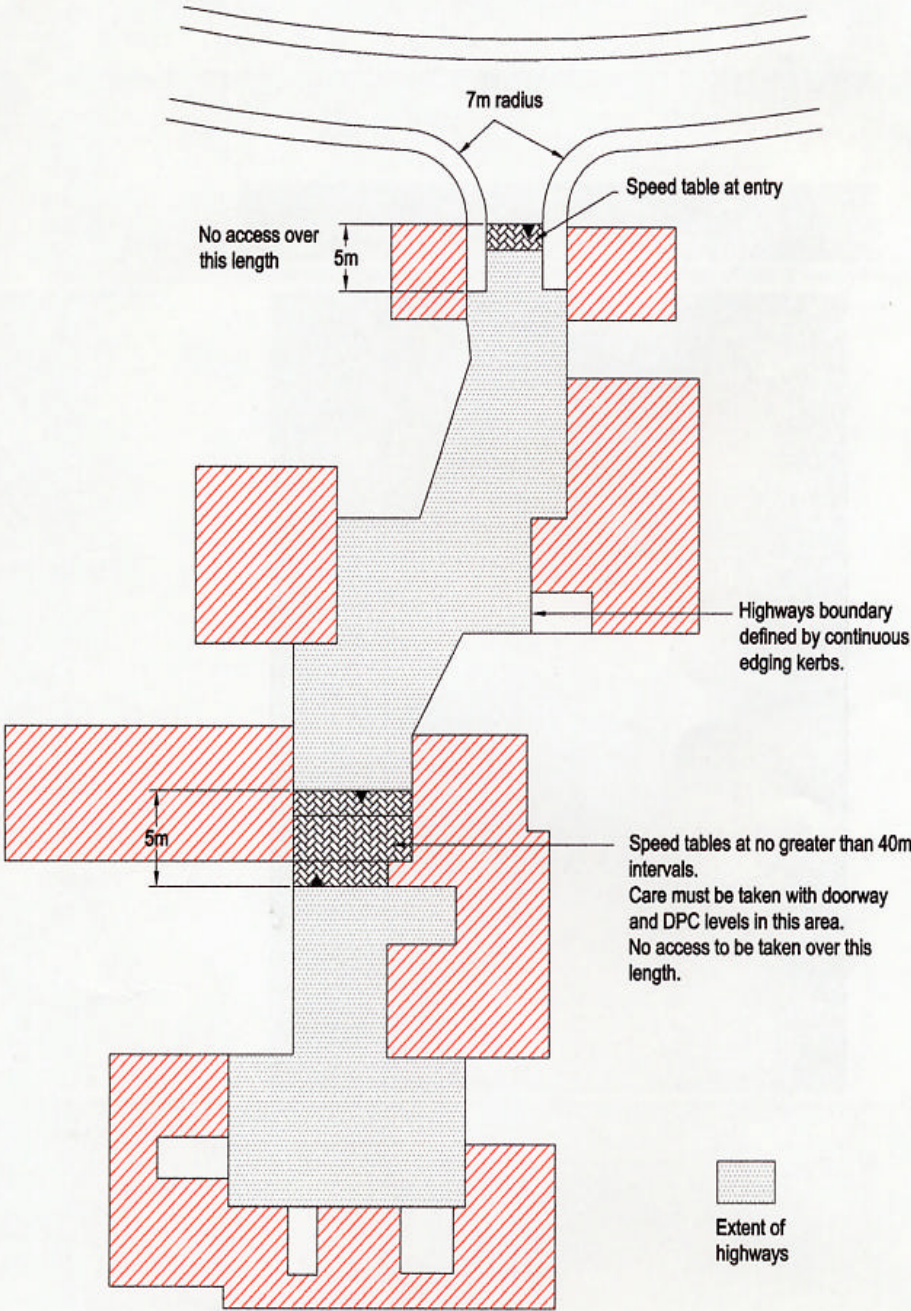 7m radius
Speed table at entry
No access over
this length
5m
Highways boundary
defined by continuous
edging kerbs.
5m
Speed tables at no greater than 40m
intervals.
Care must be taken with doorway
and DPC levels in this area.
No access to be taken over this
length.
Extent of
highways